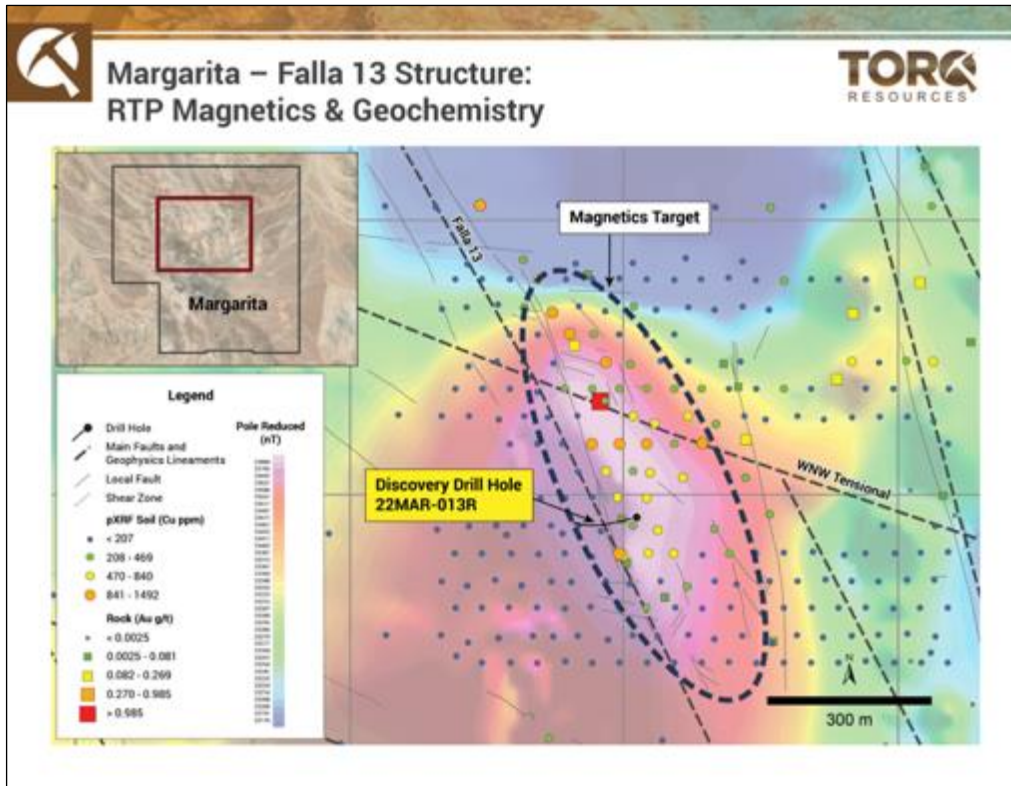 Margarita – Falla 13 Structure:
RTP Magnetics & Geochemistry
TORQ
RESOURCES
Margarita
Falla 13
Magnetics Target
WNW Tensional
Discovery Drill Hole
22MAR-013R
N
300 m
Legend
Drill Hole
Main Faults and
Geophysics Lineaments
Local Fault
Shear Zone
pXRF Soil (Cu ppm)
< 207
208 - 469
470 - 840
841 - 1492
Rock (Au g/t)
< 0.0025
0.0025 - 0.081
0.082 - 0.269
0.270 - 0.985
> 0.985
Pole Reduced
(nT)